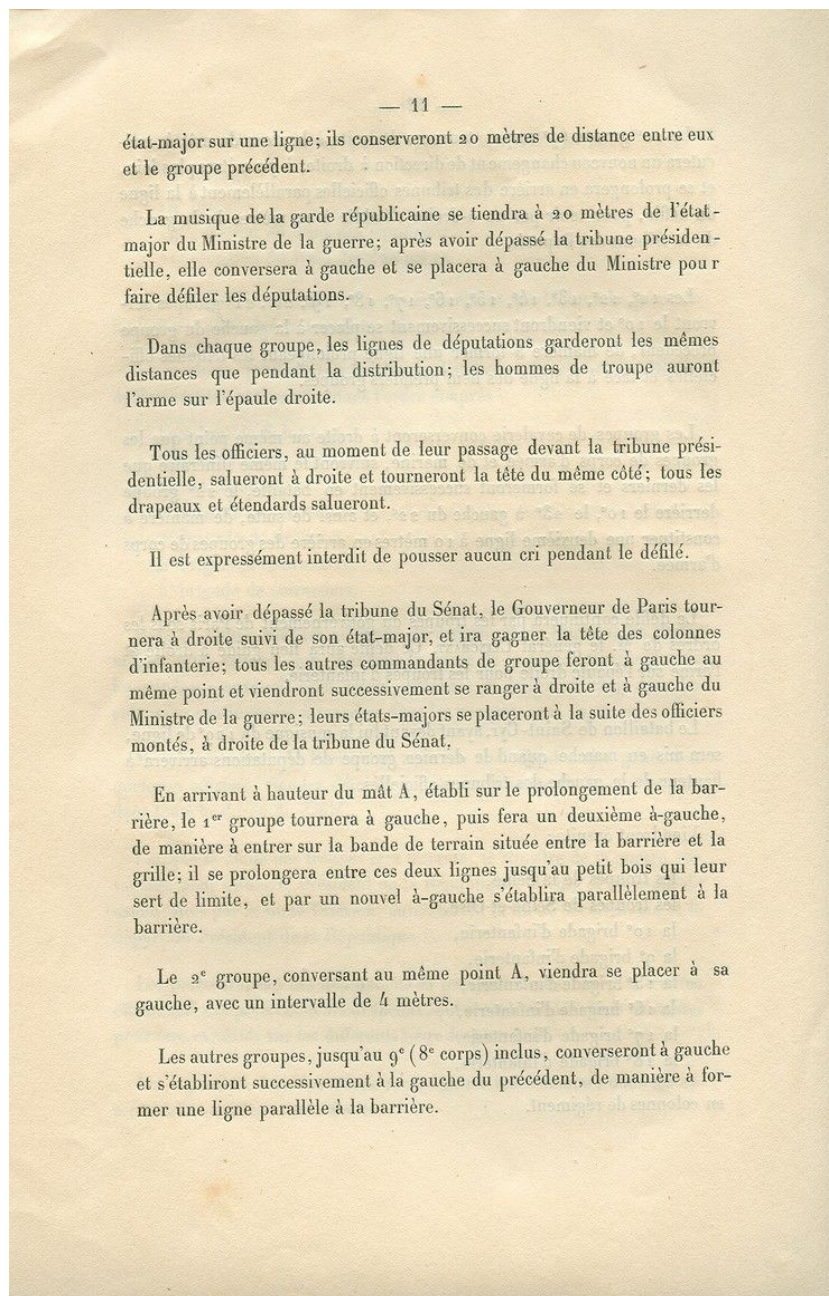 — 11 —
état-major sur une ligne; ils conserveront 20 mètres de distance entre eux
et le groupe précédent.
La musique de la garde républicaine se tiendra à 20 mètres de l'état-
major du Ministre de la guerre; après avoir dépassé la tribune présiden-
tielle, elle conversera à gauche et se placera à gauche du Ministre pour
faire défiler les députations.
Dans chaque groupe, les lignes de députations garderont les mêmes
distances que pendant la distribution; les hommes de troupe auront
l'arme sur l'épaule droite.
Tous les officiers, au moment de leur passage devant la tribune prési-
dentielle, salueront à droite et tourneront la tête du même côté; tous les
drapeaux et étendards salueront.
Il est expressément interdit de pousser aucun cri pendant le défilé.
Après avoir dépassé la tribune du Sénat, le Gouverneur de Paris tour-
nera à droite suivi de son état-major, et ira gagner la tête des colonnes
d'infanterie; tous les autres commandants de groupe feront à gauche au
même point et viendront successivement se ranger à droite et à gauche du
Ministre de la guerre; leurs états-majors se placeront à la suite des officiers
montés, à droite de la tribune du Sénat.
En arrivant à hauteur du mât A, établi sur le prolongement de la bar-
rière, le 1er groupe tournera à gauche, puis fera un deuxième à-gauche,
de manière à entrer sur la bande de terrain située entre la barrière et la
grille; il se prolongera entre ces deux lignes jusqu'au petit bois qui leur
sert de limite, et par un nouvel à-gauche s'établira parallèlement à la
barrière.
Le 2e groupe, conversant au même point A, viendra se placer à sa
gauche, avec un intervalle de 4 mètres.
Les autres groupes, jusqu'au 9e (8e corps) inclus, converseront à gauche
et s'établiront successivement à la gauche du précédent, de manière à for-
mer une ligne parallèle à la barrière.